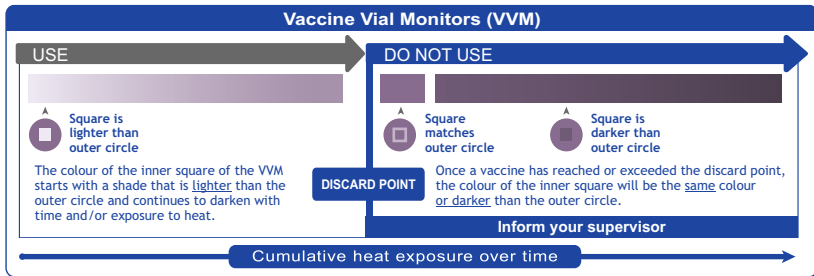 Vaccine Vial Monitors (VVM)
USE
DO NOT USE
Square is
lighter than
outer circle
Square
matches
outer circle
Square is
darker than
outer circle
The colour of the inner square of the VVM
starts with a shade that is lighter than the
outer circle and continues to darken with
time and/or exposure to heat.
DISCARD POINT
Once a vaccine has reached or exceeded the discard point,
the colour of the inner square will be the same colour
or darker than the outer circle.
Inform your supervisor
Cumulative heat exposure over time